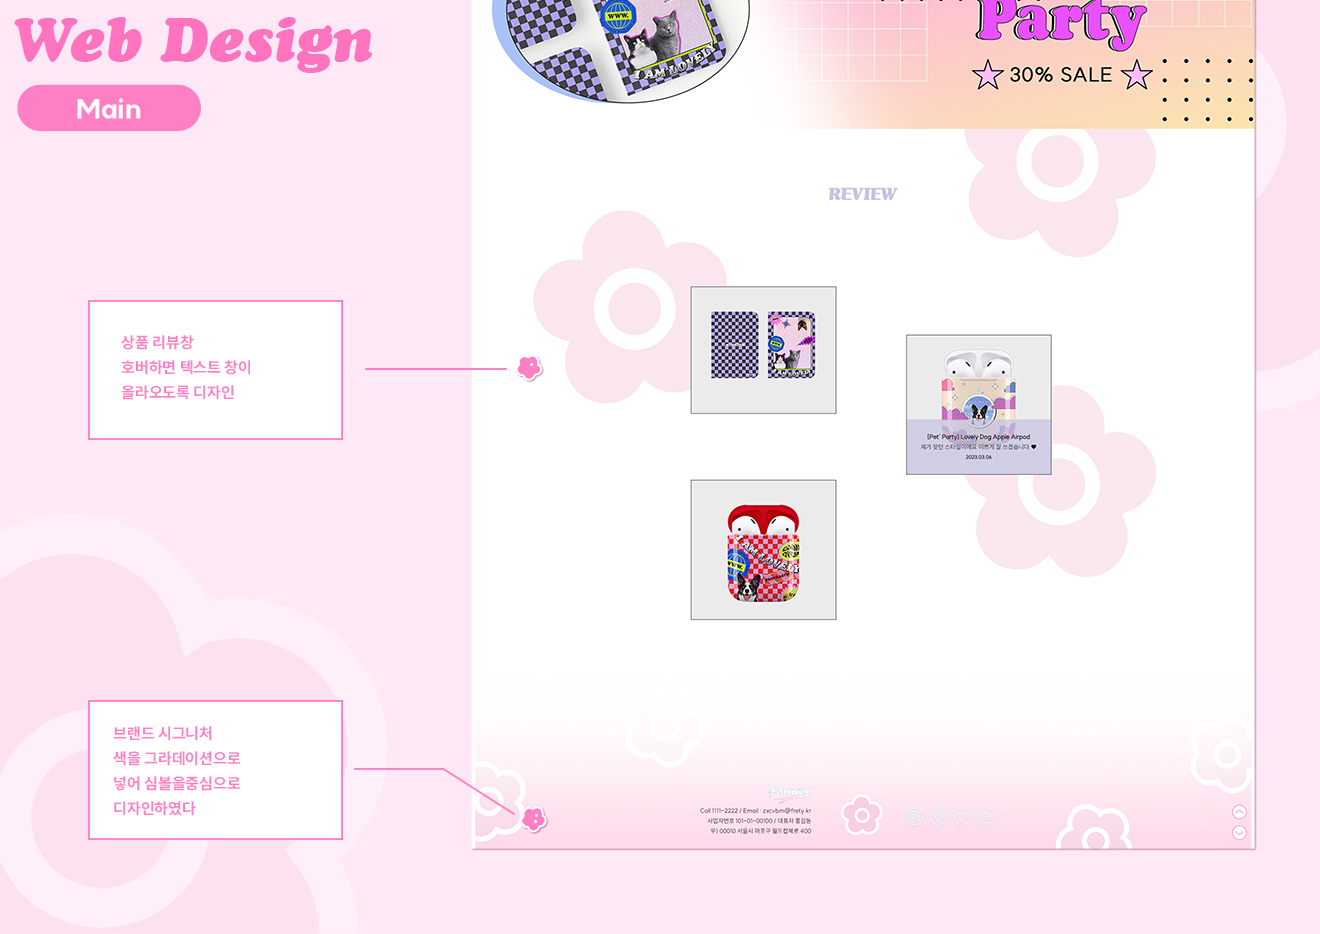 Web Design
Main
Party
30% SALE
WWW.
I AM LOVELY
REVIEW
상품 리뷰창
호버하면 텍스트 창이
올라오도록 디자인
[Pet' Party] Lovely Dog Apple Airpod
제가 찾던 스타일이에요 이쁘게 잘 쓰겠습니다 ♥
2023.03.06
WWW.
I AM LOVELY
브랜드 시그니처
색을 그라데이션으로
넣어 심볼을중심으로
디자인하였다
Call 1111-2222 / Email : zxcvbm@frety.kr
사업자번호 101-01-00100 / 대표자 홍길동
우) 00010 서울시 마포구 월드컵북로 400